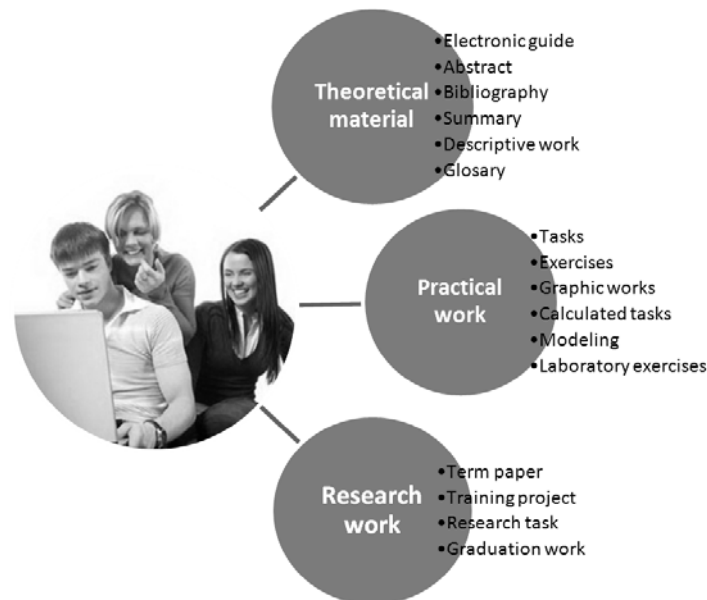 Theoretical
material
•Electronic guide
•Abstract
•Bibliography
•Summary
•Descriptive work
•Glosary
Practical
work
•Tasks
•Exercises
•Graphic works
•Calculated tasks
•Modeling
•Laboratory exercises
Research
work
•Term paper
•Training project
•Research task
•Graduation work